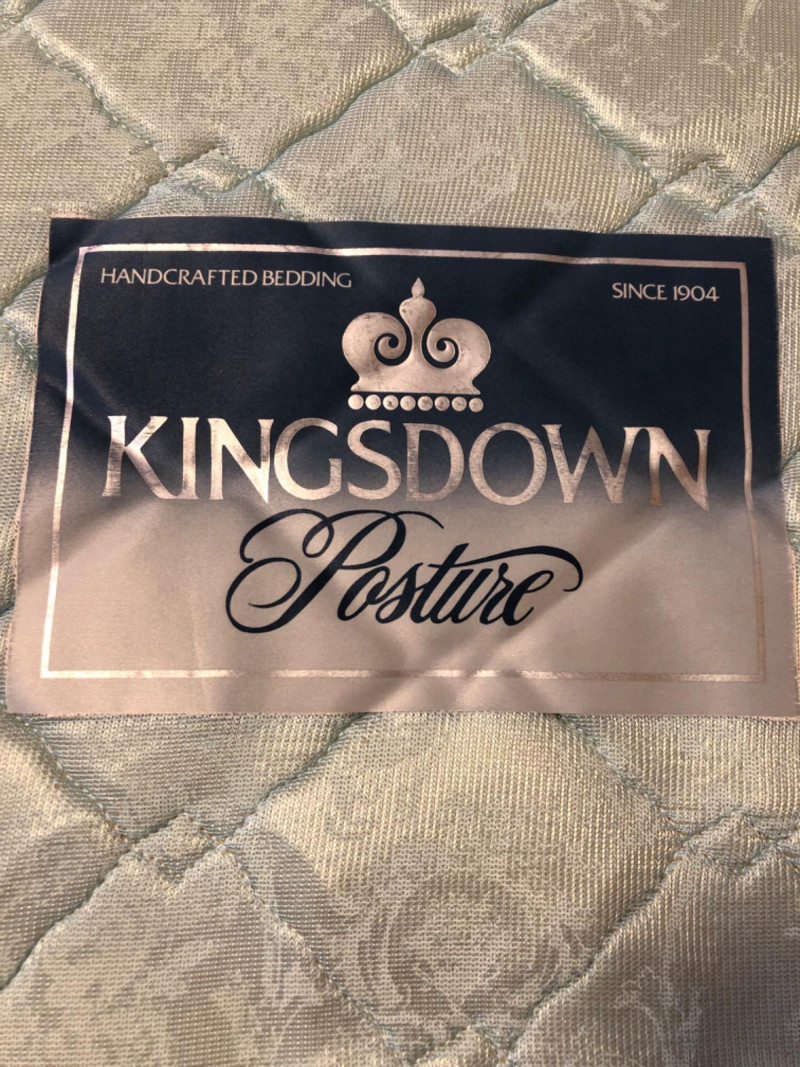 HANDCRAFTED BEDDING
SINCE 1904
KINGSDOWN
Posture